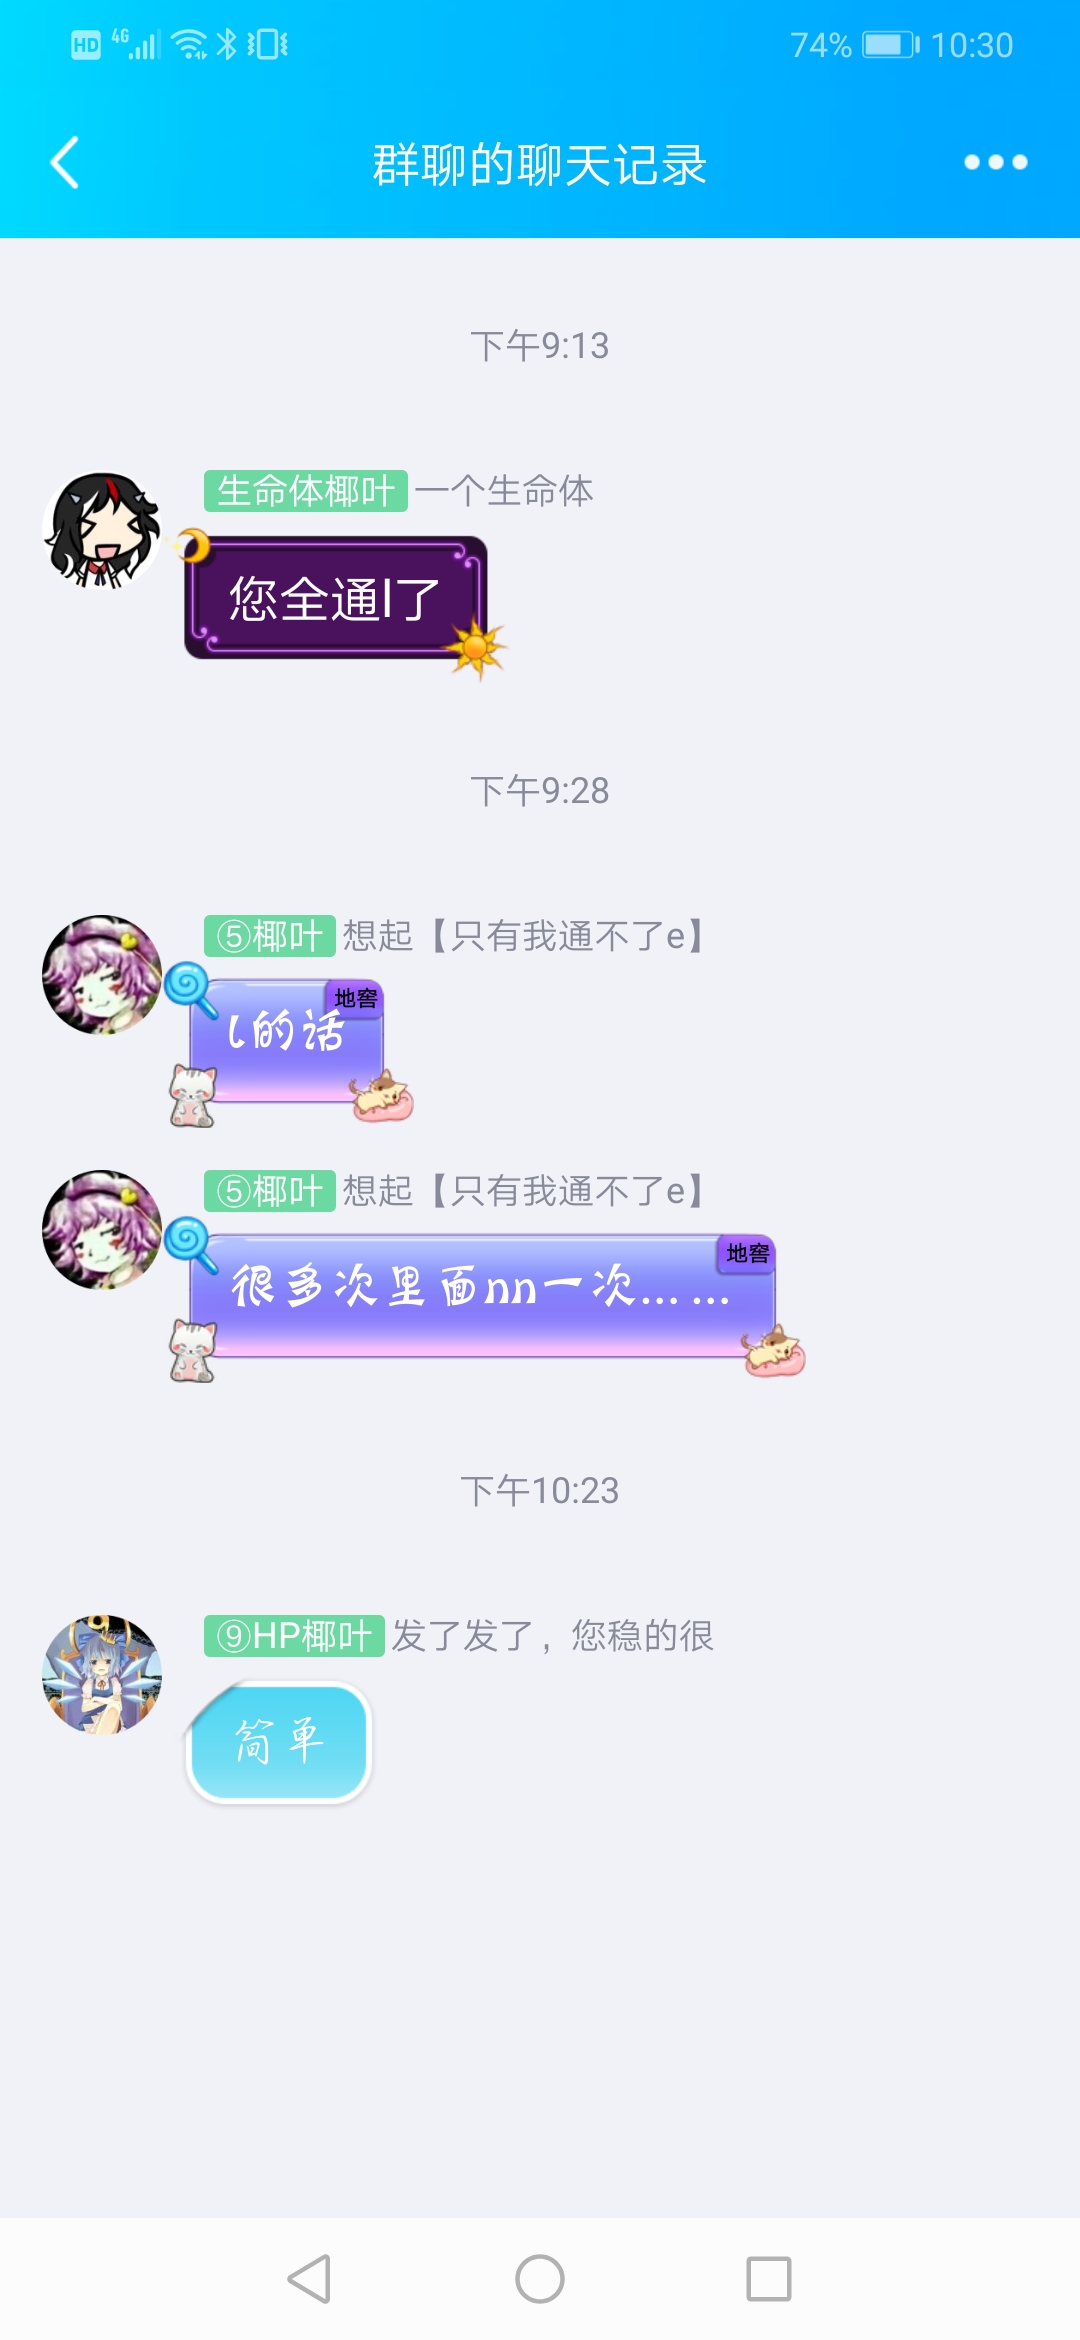 HD 4G 74% 10:30
群聊的聊天记录
下午9:13
生命体椰叶 一个生命体
您全通l了
下午9:28
⑤椰叶 想起【只有我通不了e】
地窖
l的话
⑤椰叶 想起【只有我通不了e】
地窖
很多次里面nn一次……
下午10:23
⑨HP椰叶 发了发了，您稳的很
简单